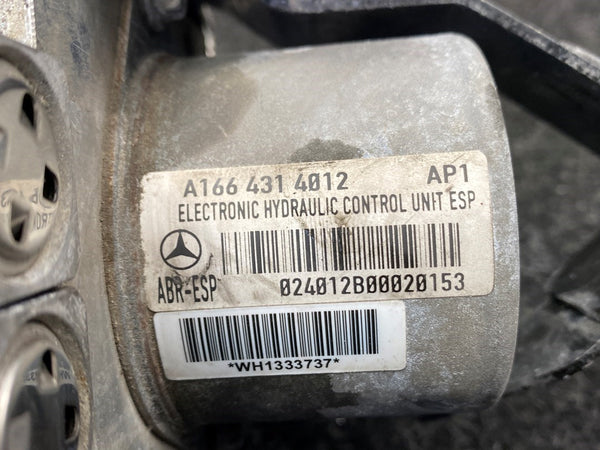 A166 431 4012 AP1
ELECTRONIC HYDRAULIC CONTROL UNIT ESP
ABR-ESP 024012B00020153
*WH1333737*